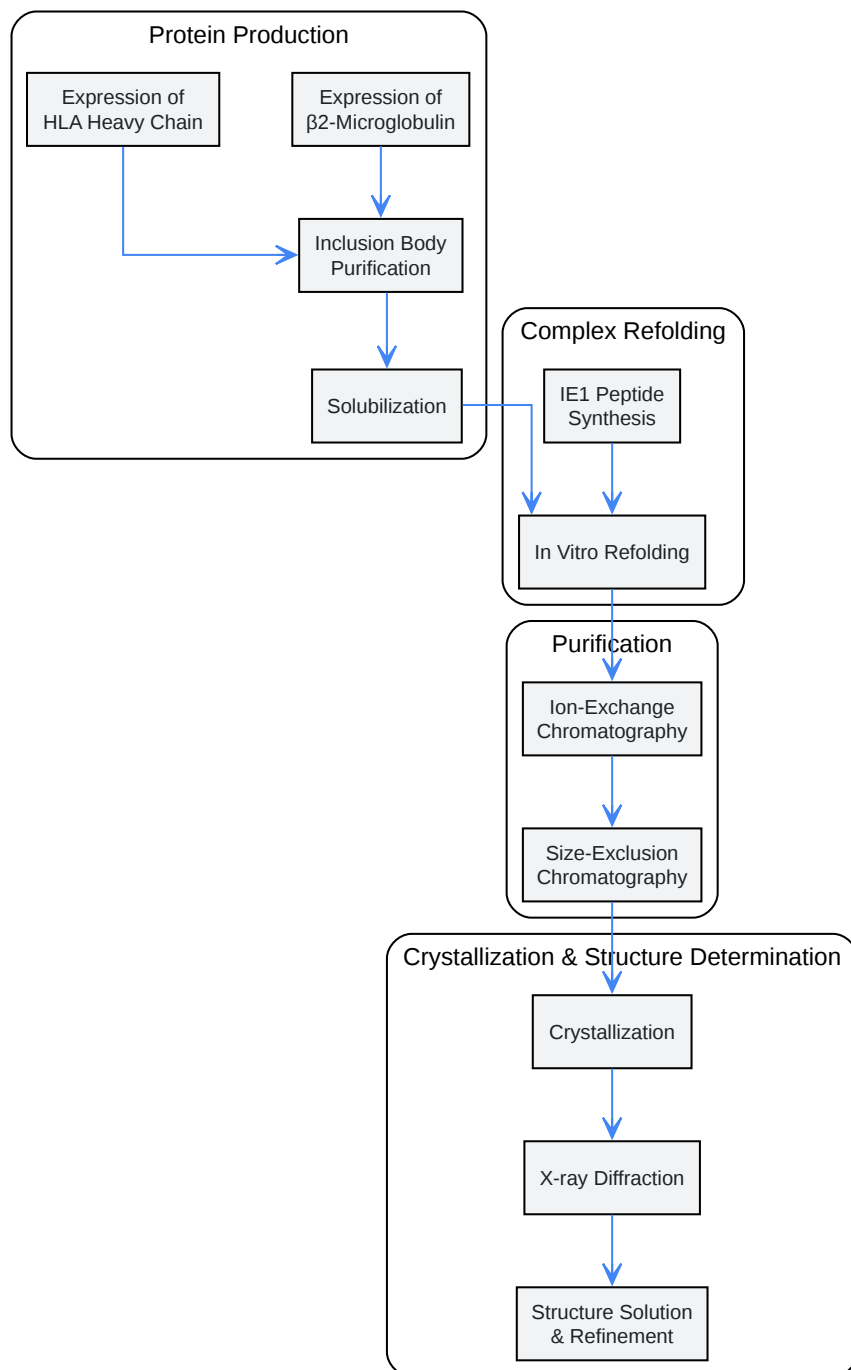 Protein Production
Expression of
HLA Heavy Chain
Expression of
β2-Microglobulin
Inclusion Body
Purification
Solubilization
Complex Refolding
IE1 Peptide
Synthesis
In Vitro Refolding
Purification
Ion-Exchange
Chromatography
Size-Exclusion
Chromatography
Crystallization & Structure Determination
Crystallization
X-ray Diffraction
Structure Solution
& Refinement